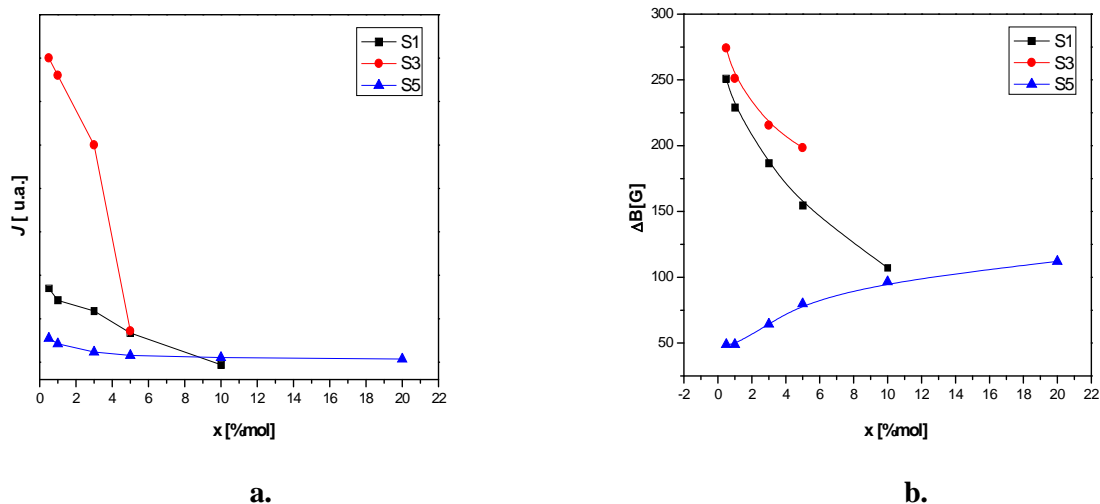 S1
S3
S5
J [ u.a.]
0 2 4 6 8 10 12 14 16 18 20 22
x [%mol]
a.
300
250
200
150
100
50
S1
S3
S5
ΔB[G]
-2 0 2 4 6 8 10 12 14 16 18 20 22
x [%mol]
b.